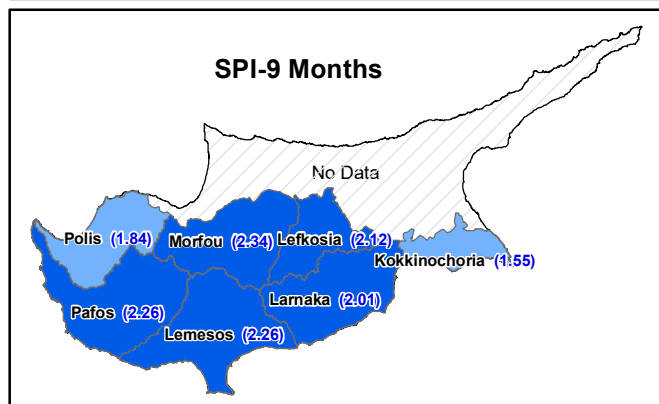 SPI-9 Months
No Data
Polis (1.84)
Morfou (2.34)
Lefkosia (2.12)
Kokkinochoria (1.55)
Pafos (2.26)
Larnaka (2.01)
Lemesos (2.26)